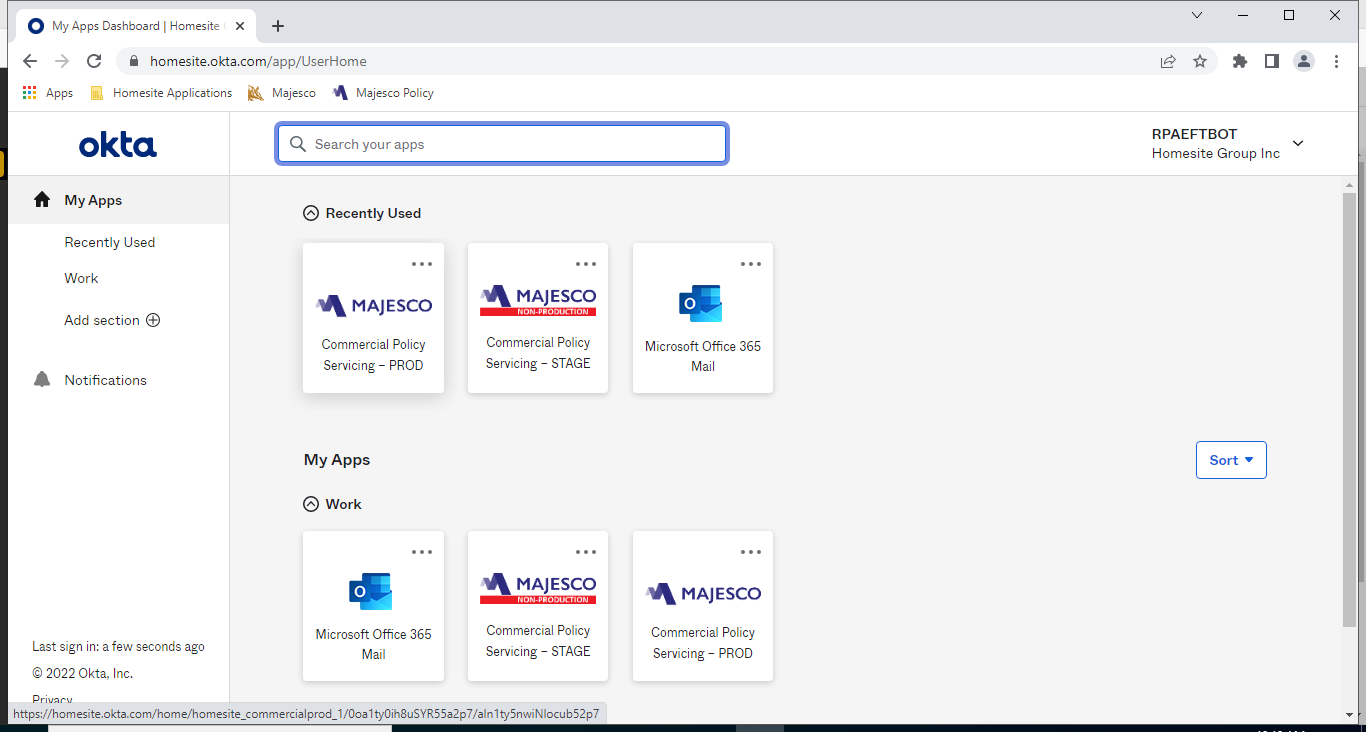 My Apps Dashboard | Homesite
homesite.okta.com/app/UserHome
Apps
Homesite Applications
Majesco
Majesco Policy
okta
Search your apps
RPAEFTBOT
Homesite Group Inc
My Apps
Recently Used
Work
Add section
Notifications
Last sign in: a few seconds ago
© 2022 Okta, Inc.
Privacy
Recently Used
MAJESCO
Commercial Policy
Servicing – PROD
MAJESCO
NON-PRODUCTION
Commercial Policy
Servicing – STAGE
Microsoft Office 365
Mail
My Apps
Sort
Work
Microsoft Office 365
Mail
MAJESCO
NON-PRODUCTION
Commercial Policy
Servicing – STAGE
MAJESCO
Commercial Policy
Servicing – PROD
https://homesite.okta.com/home/homesite_commercialprod_1/0oa1ty0ih8uSYR55a2p7/aln1ty5nwiNlocub52p7